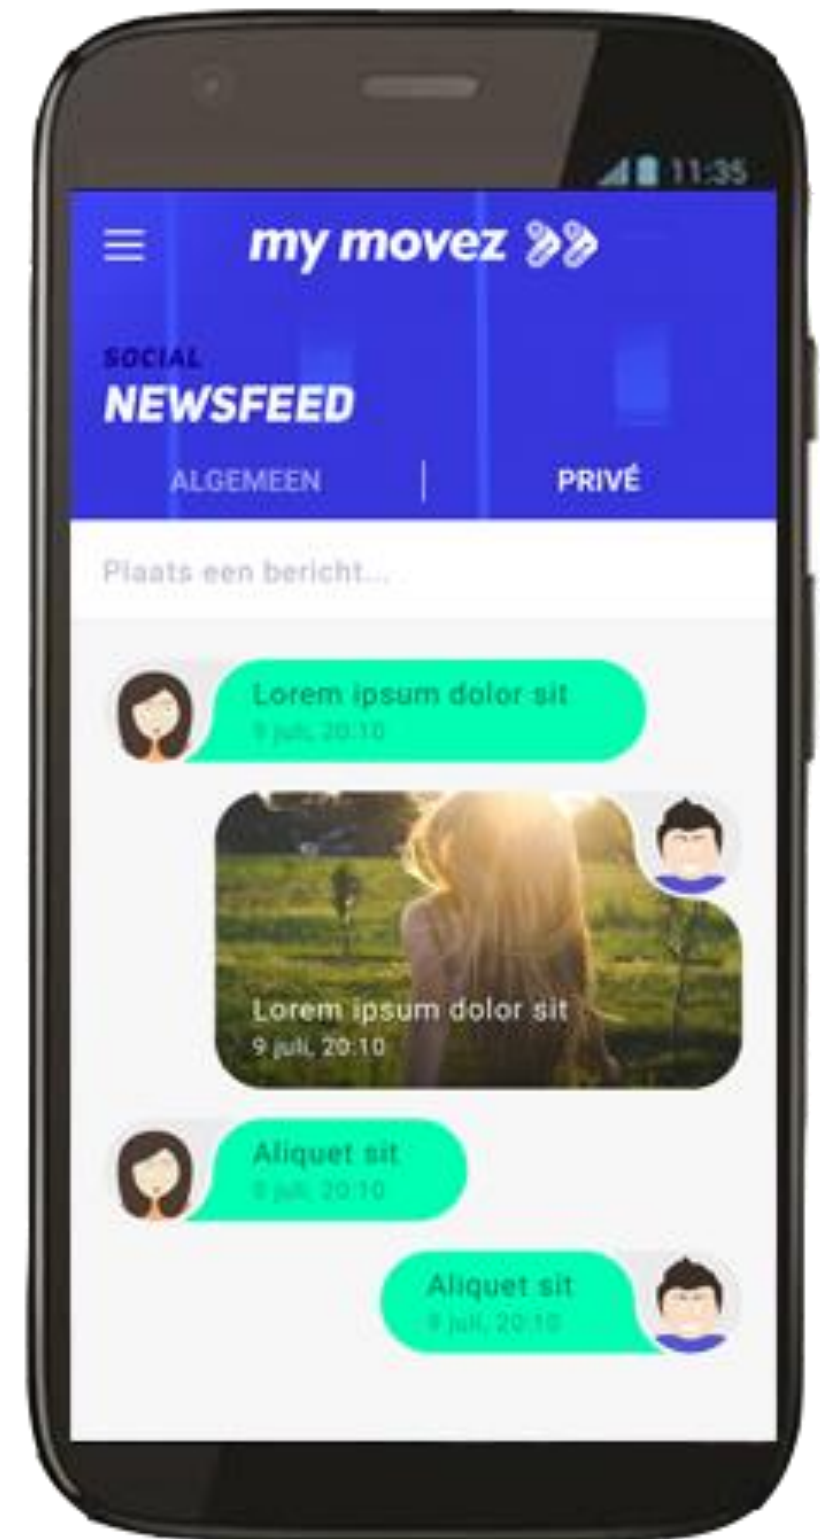 11:35
my movez
SOCIAL
NEWSFEED
ALGEMEEN | PRIVÉ
Plaats een bericht...
Lorem ipsum dolor sit
9 juli, 20:10
Lorem ipsum dolor sit
9 juli, 20:10
Aliquet sit
9 juli, 20:10
Aliquet sit
9 juli, 20:10